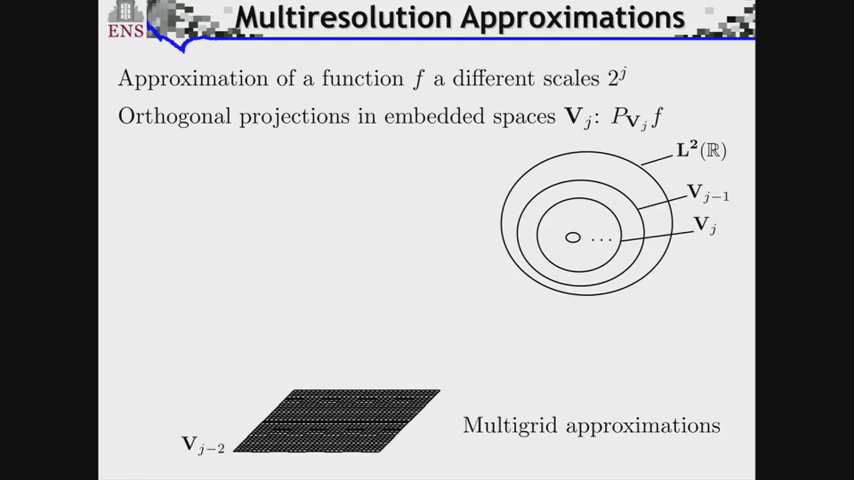 ENS
Multiresolution Approximations
Approximation of a function f a different scales 2^j
Orthogonal projections in embedded spaces V_j: P_{V_j} f
L²(ℝ)
V_{j−1}
V_j
...
V_{j−2}
Multigrid approximations